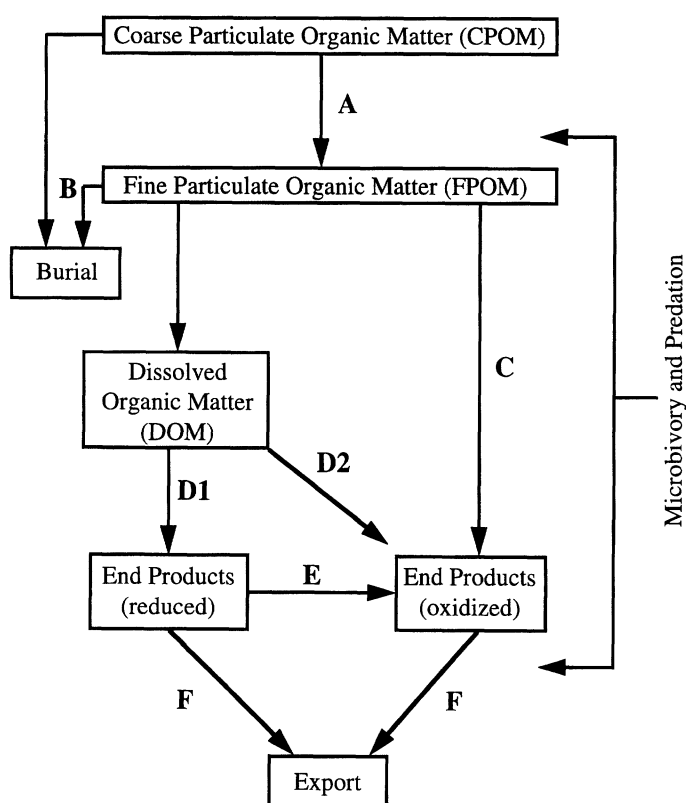 Coarse Particulate Organic Matter (CPOM)
A
B
Fine Particulate Organic Matter (FPOM)
Burial
C
Dissolved
Organic Matter
(DOM)
D1
D2
Microbivory and Predation
End Products
(reduced)
E
End Products
(oxidized)
F
F
Export